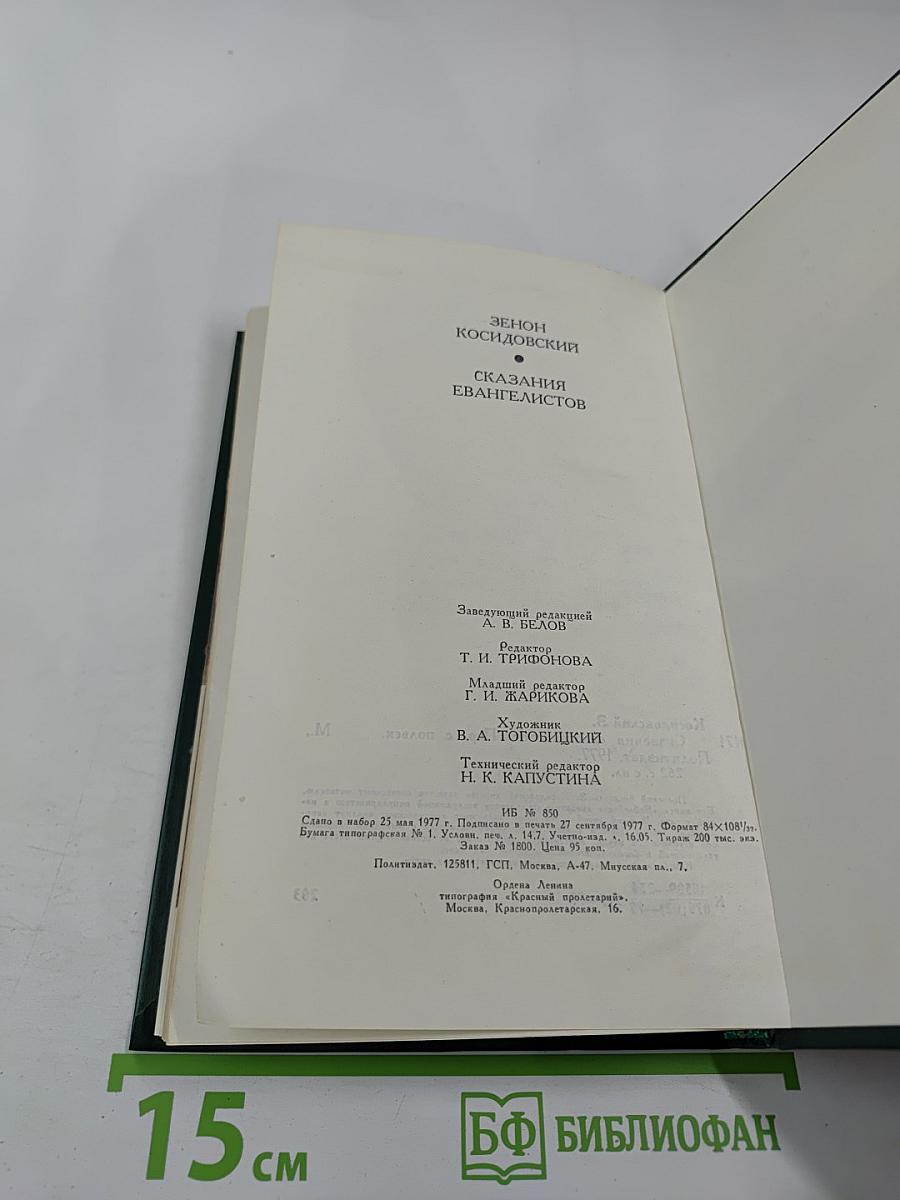 ЗЕНОН
КОСИДОВСКИЙ
•
СКАЗАНИЯ
ЕВАНГЕЛИСТОВ
Заведующий редакцией
А. В. БЕЛОВ
Редактор
Т. И. ТРИФОНОВА
Младший редактор
Г. И. ЖАРИКОВА
Художник
В. А. ТОГОБИЦКИЙ
Технический редактор
Н. К. КАПУСТИНА
ИБ № 850
Сдано в набор 25 мая 1977 г. Подписано в печать 27 сентября 1977 г. Формат 84×108¹/₃₂.
Бумага типографская № 1. Условн. печ. л. 14,7. Учетно-изд. л. 16,05. Тираж 200 тыс. экз.
Заказ № 1800. Цена 95 коп.
Политиздат, 125811, ГСП, Москва, А-47, Миусская пл., 7.
Ордена Ленина
типография «Красный пролетарий».
Москва, Краснопролетарская, 16.
15 см
БФ БИБЛИОФАН